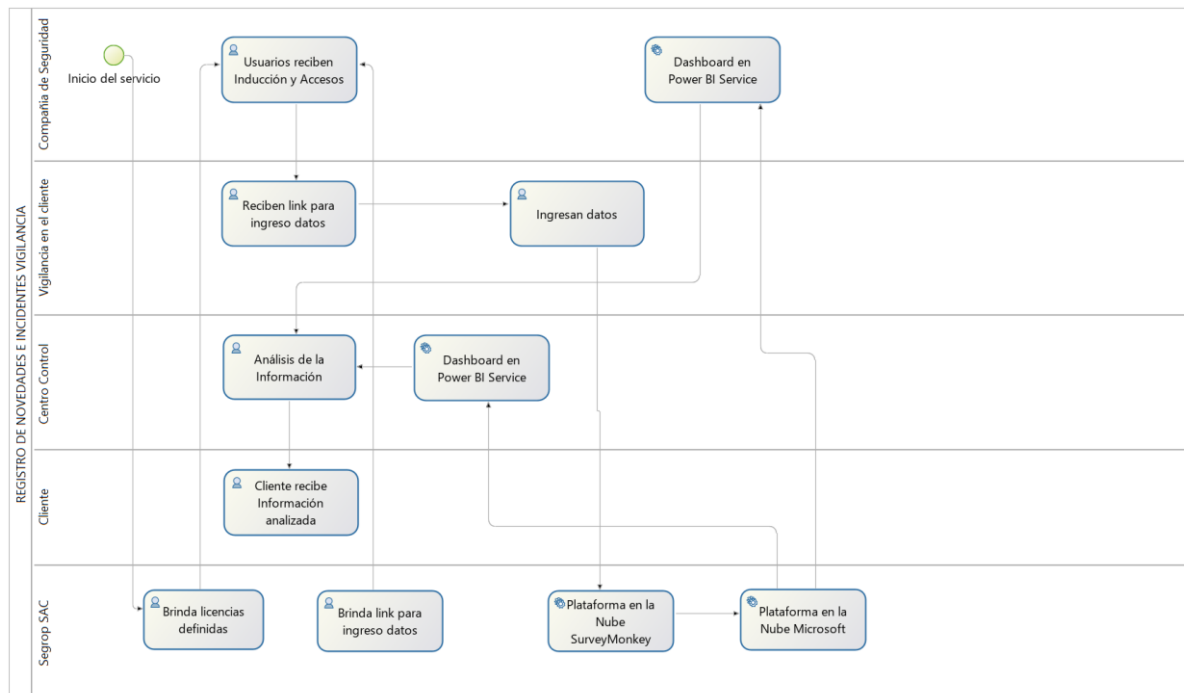 REGISTRO DE NOVEDADES E INCIDENTES VIGILANCIA
Compañia de Seguridad
Inicio del servicio
Usuarios reciben
Inducción y Accesos
Dashboard en
Power BI Service
Vigilancia en el cliente
Reciben link para
ingreso datos
Ingresan datos
Centro Control
Análisis de la
Información
Dashboard en
Power BI Service
Cliente
Cliente recibe
Información
analizada
Segrop SAC
Brinda licencias
definidas
Brinda link para
ingreso datos
Plataforma en la
Nube
SurveyMonkey
Plataforma en la
Nube Microsoft